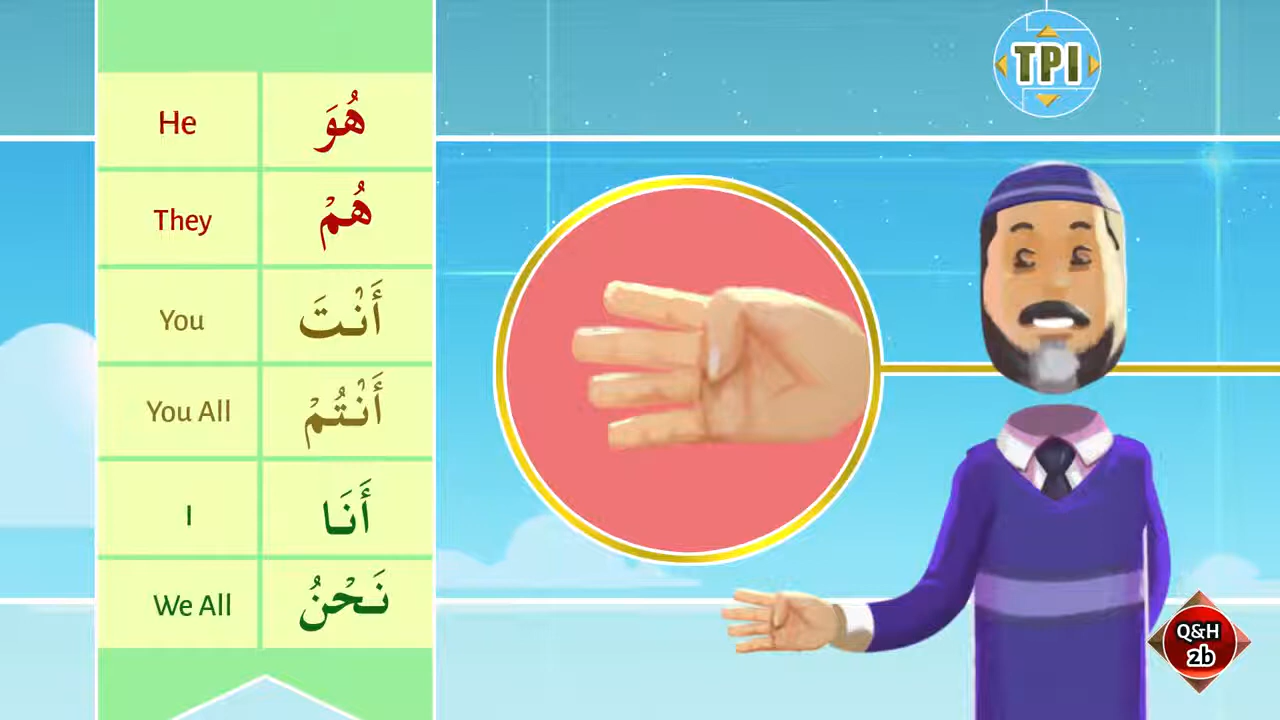 TPI
He هُوَ
They هُمْ
You أَنْتَ
You All أَنْتُمْ
I أَنَا
We All نَحْنُ
Q&H
2b